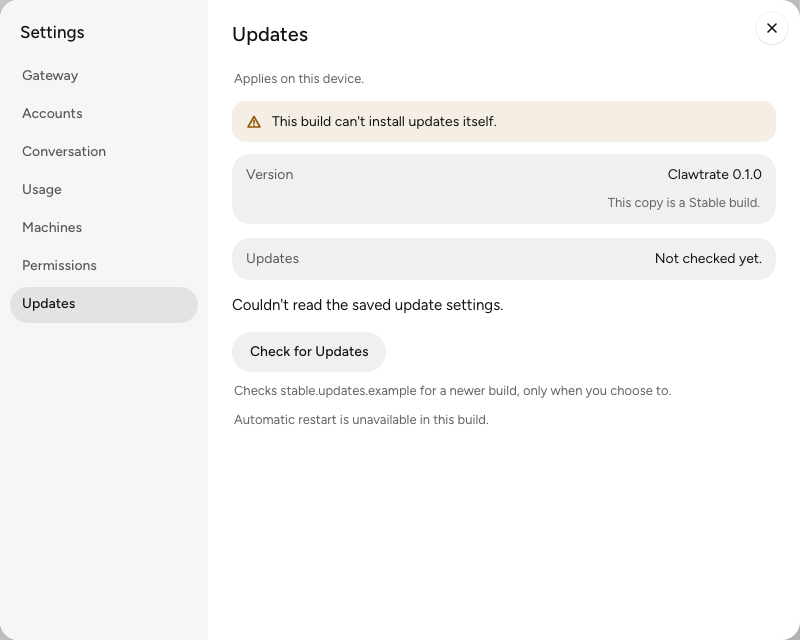 Settings
Gateway
Accounts
Conversation
Usage
Machines
Permissions
Updates
Updates
Applies on this device.
This build can't install updates itself.
Version
Clawtrate 0.1.0
This copy is a Stable build.
Updates
Not checked yet.
Couldn't read the saved update settings.
Check for Updates
Checks stable.updates.example for a newer build, only when you choose to.
Automatic restart is unavailable in this build.